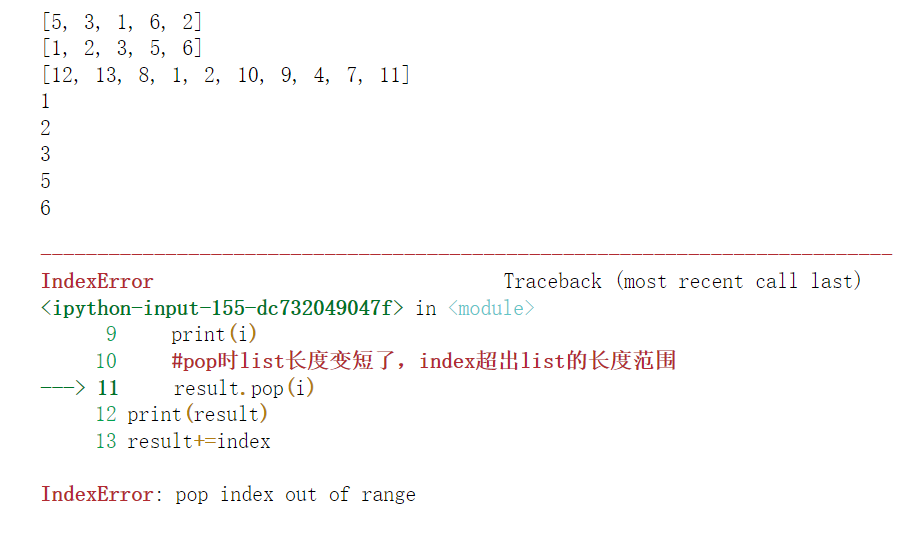 [5, 3, 1, 6, 2]
[1, 2, 3, 5, 6]
[12, 13, 8, 1, 2, 10, 9, 4, 7, 11]
1
2
3
5
6
---------------------------------------------------------------------------
IndexError                                Traceback (most recent call last)
<ipython-input-155-dc732049047f> in <module>
      9     print(i)
     10     #pop时list长度变短了，index超出list的长度范围
---> 11     result.pop(i)
     12 print(result)
     13 result+=index
IndexError: pop index out of range